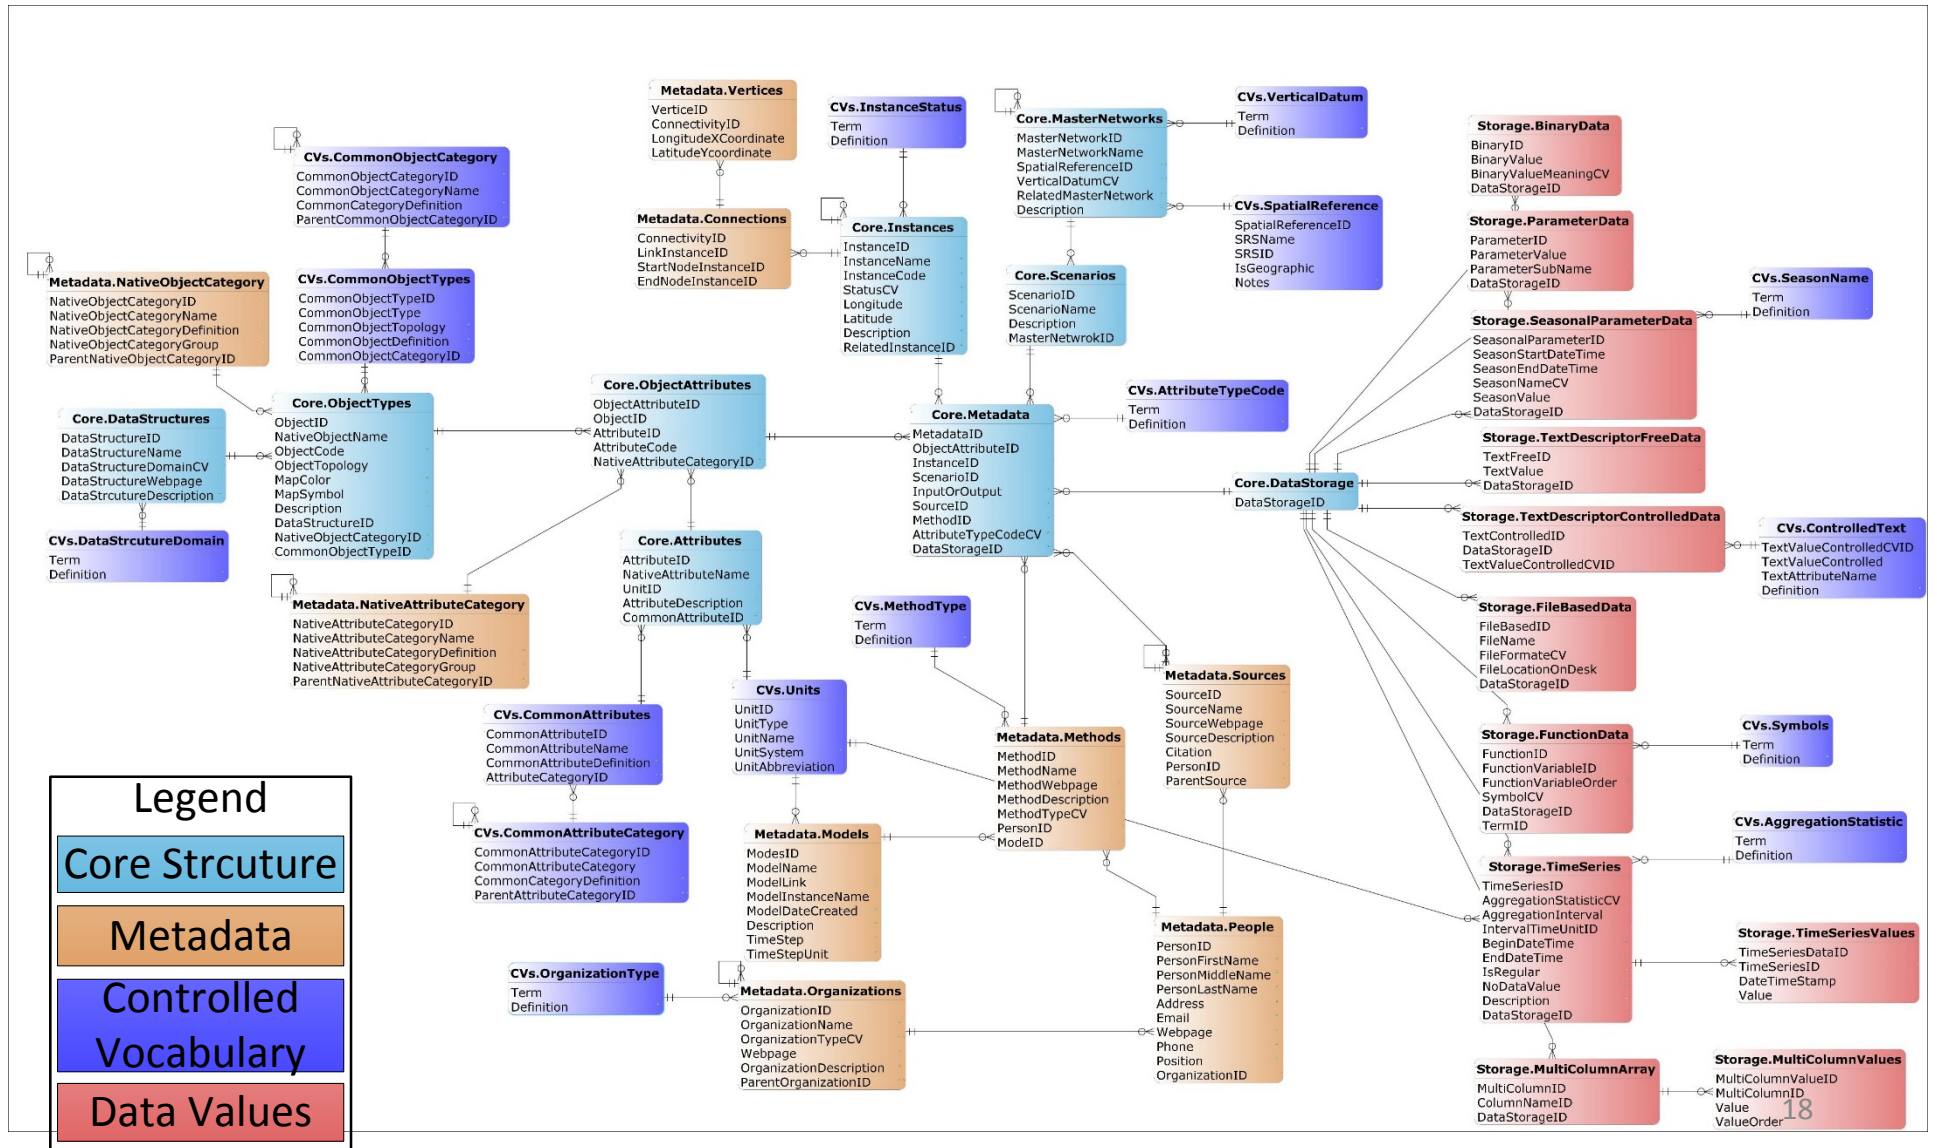 Metadata.Vertices
VerticeID
ConnectivityID
LongitudeXCoordinate
LatitudeYcoordinate
CVs.InstanceStatus
Term
Definition
Core.MasterNetworks
MasterNetworkID
MasterNetworkName
SpatialReferenceID
VerticalDatumCV
RelatedMasterNetwork
Description
CVs.VerticalDatum
Term
Definition
Storage.BinaryData
BinaryID
BinaryValue
BinaryValueMeaningCV
DataStorageID
CVs.CommonObjectCategory
CommonObjectCategoryID
CommonObjectCategoryName
CommonCategoryDefinition
ParentCommonObjectCategoryID
Metadata.Connections
ConnectivityID
LinkInstanceID
StartNodeInstanceID
EndNodeInstanceID
Core.Instances
InstanceID
InstanceName
InstanceCode
StatusCV
Longitude
Latitude
Description
RelatedInstanceID
CVs.SpatialReference
SpatialReferenceID
SRSName
SRSID
IsGeographic
Notes
Storage.ParameterData
ParameterID
ParameterValue
ParameterSubName
DataStorageID
Metadata.NativeObjectCategory
NativeObjectCategoryID
NativeObjectCategoryName
NativeObjectCategoryDefinition
NativeObjectCategoryGroup
ParentNativeObjectCategoryID
CVs.CommonObjectTypes
CommonObjectTypeID
CommonObjectType
CommonObjectTopology
CommonObjectDefinition
CommonObjectCategoryID
Core.Scenarios
ScenarioID
ScenarioName
Description
MasterNetwrokID
CVs.SeasonName
Term
Definition
Storage.SeasonalParameterData
SeasonalParameterID
SeasonStartDateTime
SeasonEndDateTime
SeasonNameCV
SeasonValue
DataStorageID
Core.DataStructures
DataStructureID
DataStructureName
DataStructureDomainCV
DataStructureWebpage
DataStrcutureDescription
Core.ObjectTypes
ObjectID
NativeObjectName
ObjectCode
ObjectTopology
MapColor
MapSymbol
Description
DataStructureID
NativeObjectCategoryID
CommonObjectTypeID
Core.ObjectAttributes
ObjectAttributeID
ObjectID
AttributeID
AttributeCode
NativeAttributeCategoryID
Core.Metadata
MetadataID
ObjectAttributeID
InstanceID
ScenarioID
InputOrOutput
SourceID
MethodID
AttributeTypeCodeCV
DataStorageID
CVs.AttributeTypeCode
Term
Definition
Core.DataStorage
DataStorageID
Storage.TextDescriptorFreeData
TextFreeID
TextValue
DataStorageID
Storage.TextDescriptorControlledData
TextControlledID
DataStorageID
TextValueControlledCVID
CVs.ControlledText
TextValueControlledCVID
TextValueControlled
TextAttributeName
Definition
CVs.DataStrcutureDomain
Term
Definition
Core.Attributes
AttributeID
NativeAttributeName
UnitID
AttributeDescription
CommonAttributeID
Metadata.NativeAttributeCategory
NativeAttributeCategoryID
NativeAttributeCategoryName
NativeAttributeCategoryDefinition
NativeAttributeCategoryGroup
ParentNativeAttributeCategoryID
CVs.MethodType
Term
Definition
Storage.FileBasedData
FileBasedID
FileName
FileFormateCV
FileLocationOnDesk
DataStorageID
CVs.CommonAttributes
CommonAttributeID
CommonAttributeName
CommonAttributeDefinition
AttributeCategoryID
CVs.Units
UnitID
UnitType
UnitName
UnitSystem
UnitAbbreviation
Metadata.Sources
SourceID
SourceName
SourceWebpage
SourceDescription
Citation
PersonID
ParentSource
Metadata.Methods
MethodID
MethodName
MethodWebpage
MethodDescription
MethodTypeCV
PersonID
ModeID
Storage.FunctionData
FunctionID
FunctionVariableID
FunctionVariableOrder
SymbolCV
DataStorageID
TermID
CVs.Symbols
Term
Definition
CVs.CommonAttributeCategory
CommonAttributeCategoryID
CommonAttributeCategory
CommonCategoryDefinition
ParentAttributeCategoryID
Metadata.Models
ModesID
ModelName
ModelLink
ModelInstanceName
ModelDateCreated
Description
TimeStep
TimeStepUnit
CVs.AggregationStatistic
Term
Definition
Storage.TimeSeries
TimeSeriesID
AggregationStatisticCV
AggregationInterval
IntervalTimeUnitID
BeginDateTime
EndDateTime
IsRegular
NoDataValue
Description
DataStorageID
Storage.TimeSeriesValues
TimeSeriesDataID
TimeSeriesID
DateTimeStamp
Value
CVs.OrganizationType
Term
Definition
Metadata.Organizations
OrganizationID
OrganizationName
OrganizationTypeCV
Webpage
OrganizationDescription
ParentOrganizationID
Metadata.People
PersonID
PersonFirstName
PersonMiddleName
PersonLastName
Address
Email
Webpage
Phone
Position
OrganizationID
Storage.MultiColumnArray
MultiColumnID
ColumnNameID
DataStorageID
Storage.MultiColumnValues
MultiColumnValueID
MultiColumnID
Value
ValueOrder
18
Legend
Core Strcuture
Metadata
Controlled
Vocabulary
Data Values